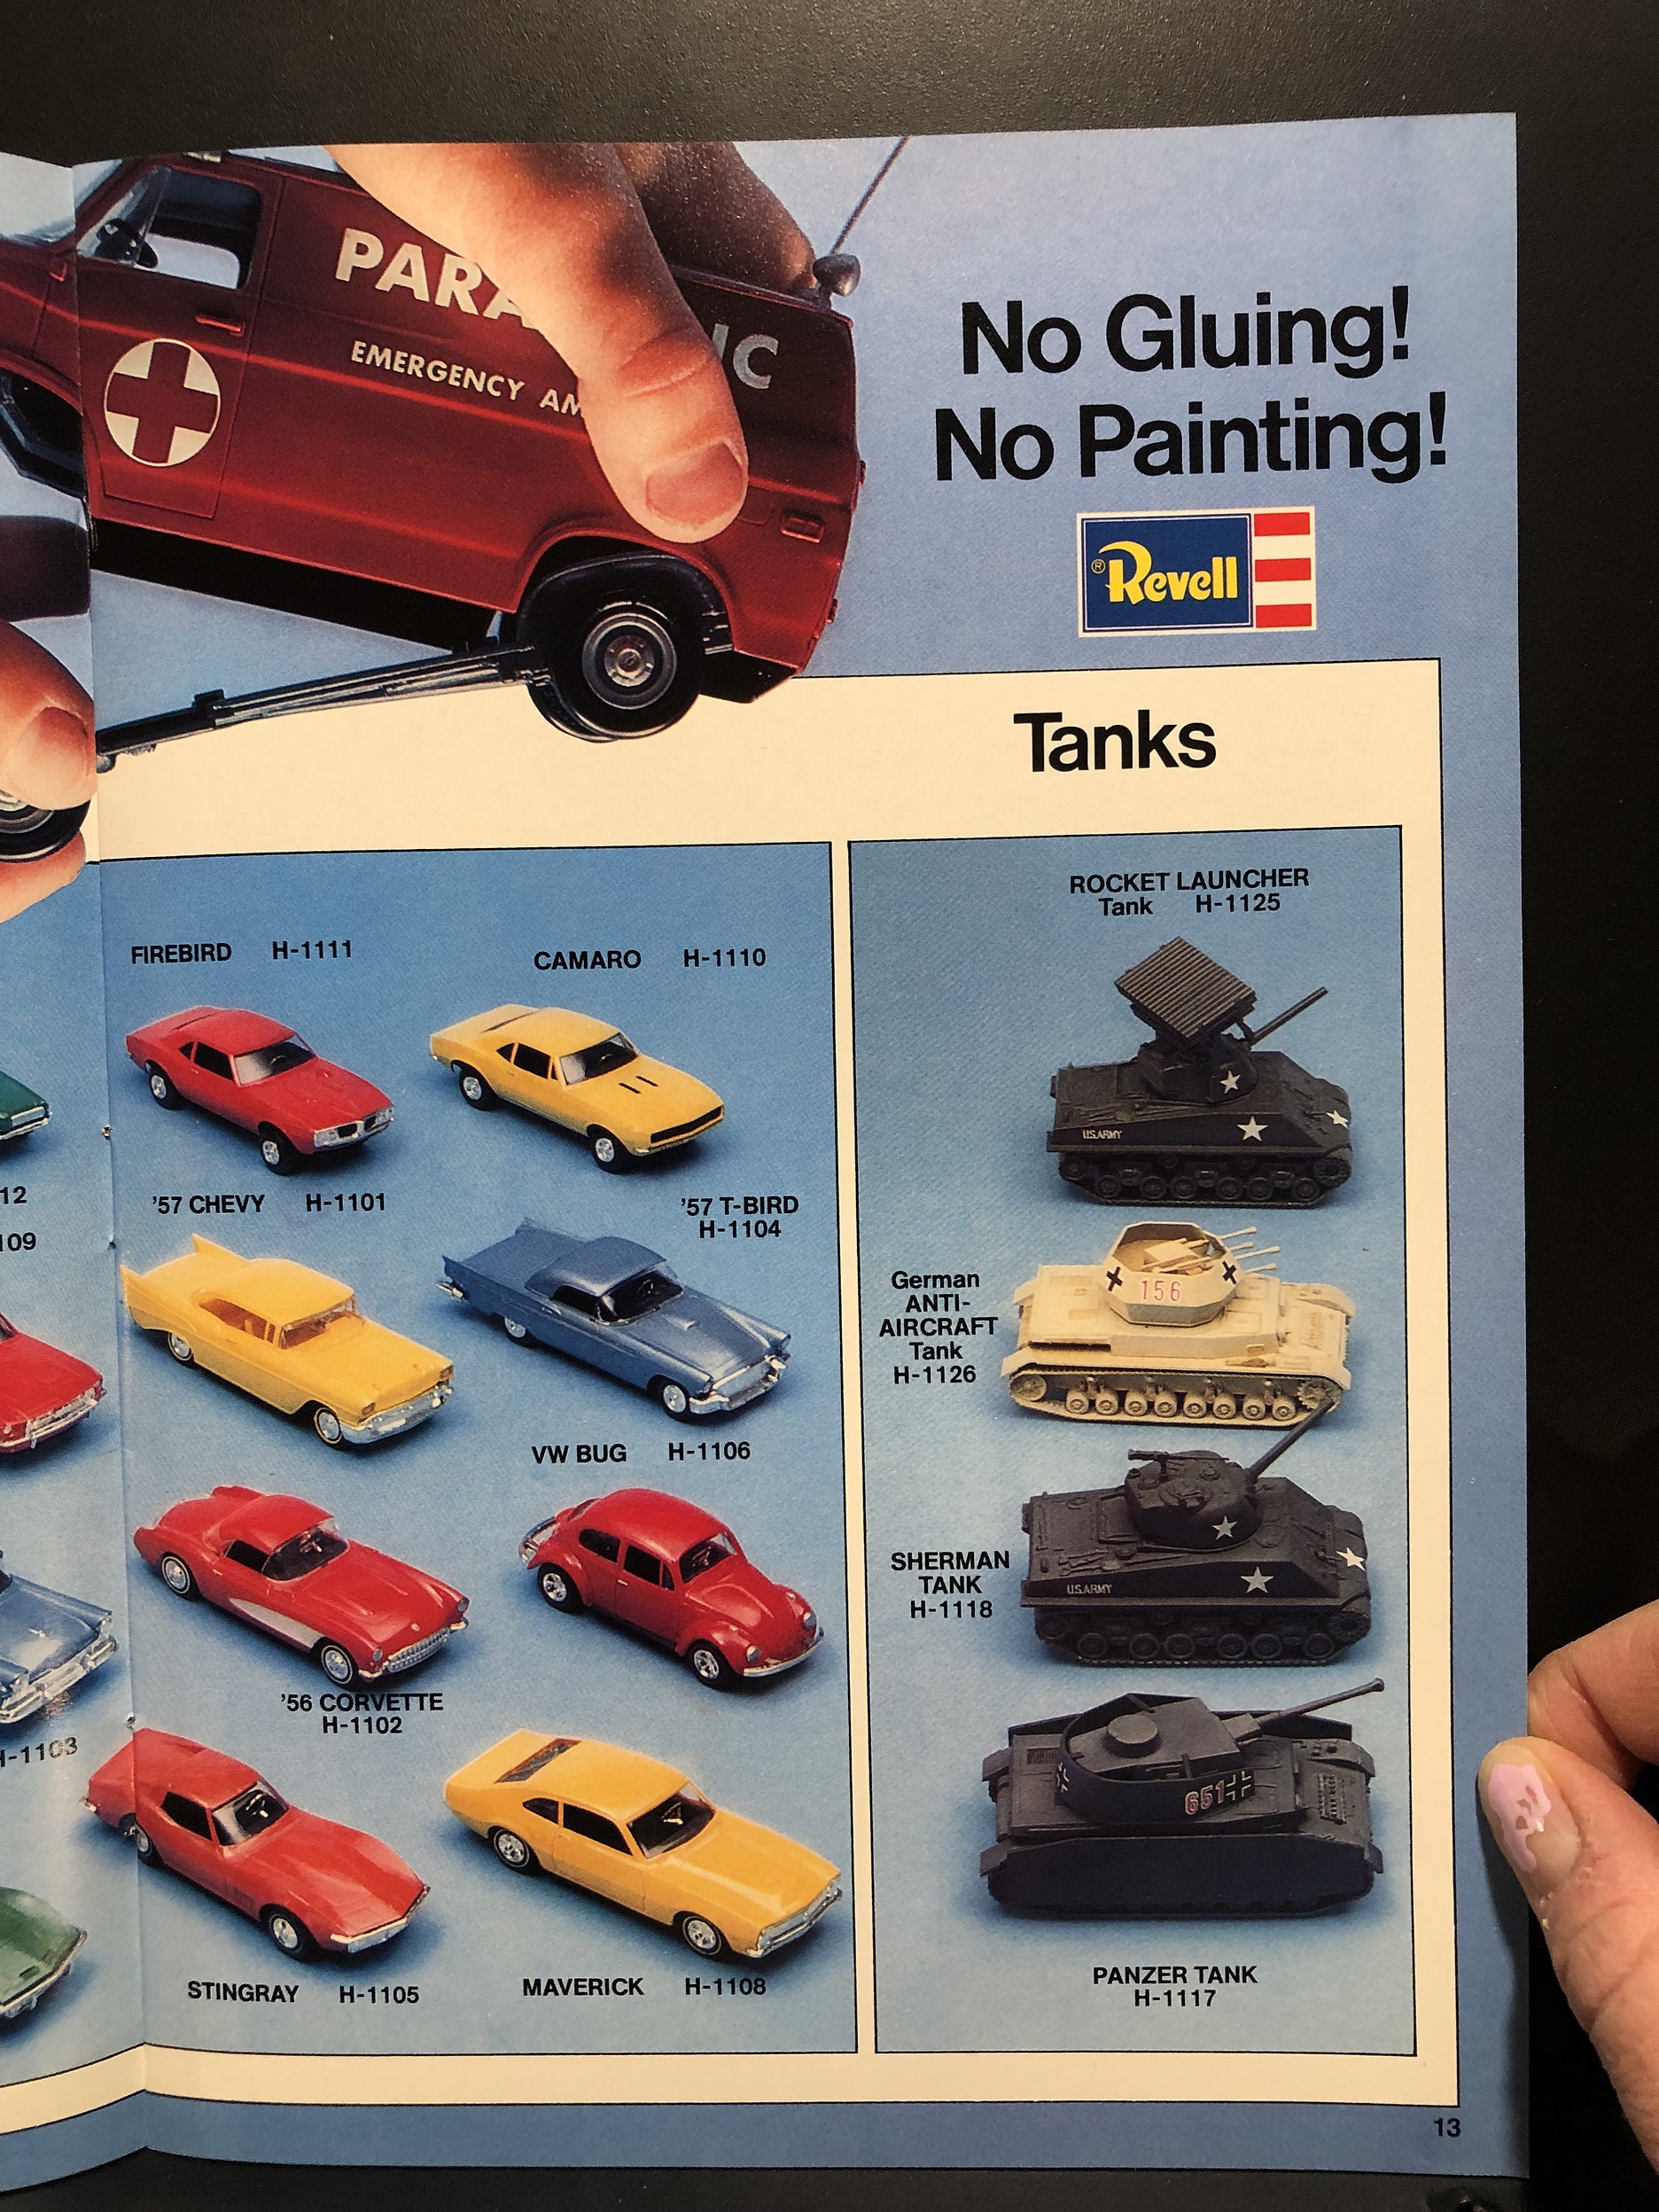 PARA IC
EMERGENCY AM
No Gluing!
No Painting!
® Revell
Tanks
FIREBIRD H-1111
CAMARO H-1110
12
109
'57 CHEVY H-1101
'57 T-BIRD
H-1104
VW BUG H-1106
'56 CORVETTE
H-1102
H-1103
STINGRAY H-1105
MAVERICK H-1108
ROCKET LAUNCHER
Tank H-1125
U.S.ARMY
German
ANTI-
AIRCRAFT
Tank
H-1126
156
SHERMAN
TANK
H-1118
U.S.ARMY
651
PANZER TANK
H-1117
13